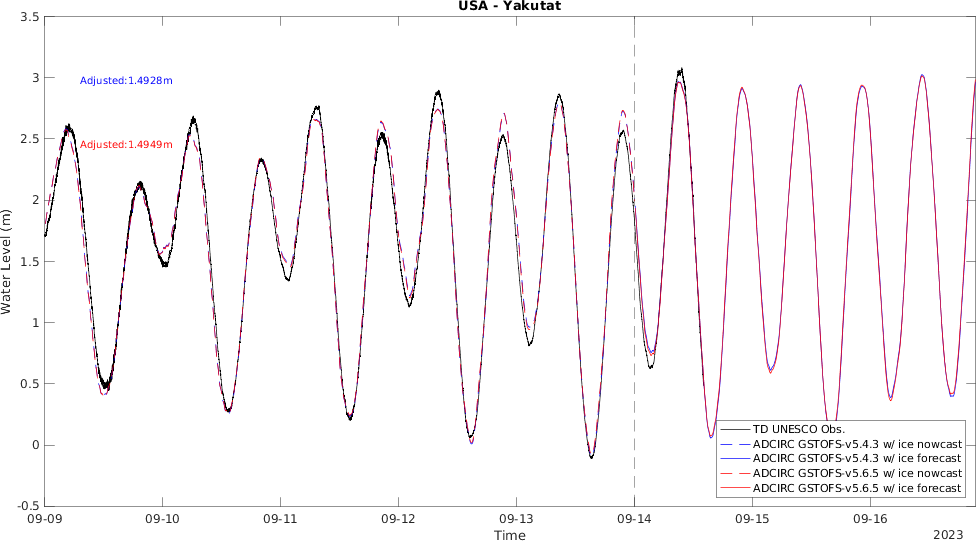 USA - Yakutat
3.5
3
2.5
2
1.5
1
0.5
0
-0.5
Water Level (m)
Adjusted:1.4928m
Adjusted:1.4949m
TD UNESCO Obs.
ADCIRC GSTOFS-v5.4.3 w/ ice nowcast
ADCIRC GSTOFS-v5.4.3 w/ ice forecast
ADCIRC GSTOFS-v5.6.5 w/ ice nowcast
ADCIRC GSTOFS-v5.6.5 w/ ice forecast
09-09 09-10 09-11 09-12 09-13 09-14 09-15 09-16
Time
2023